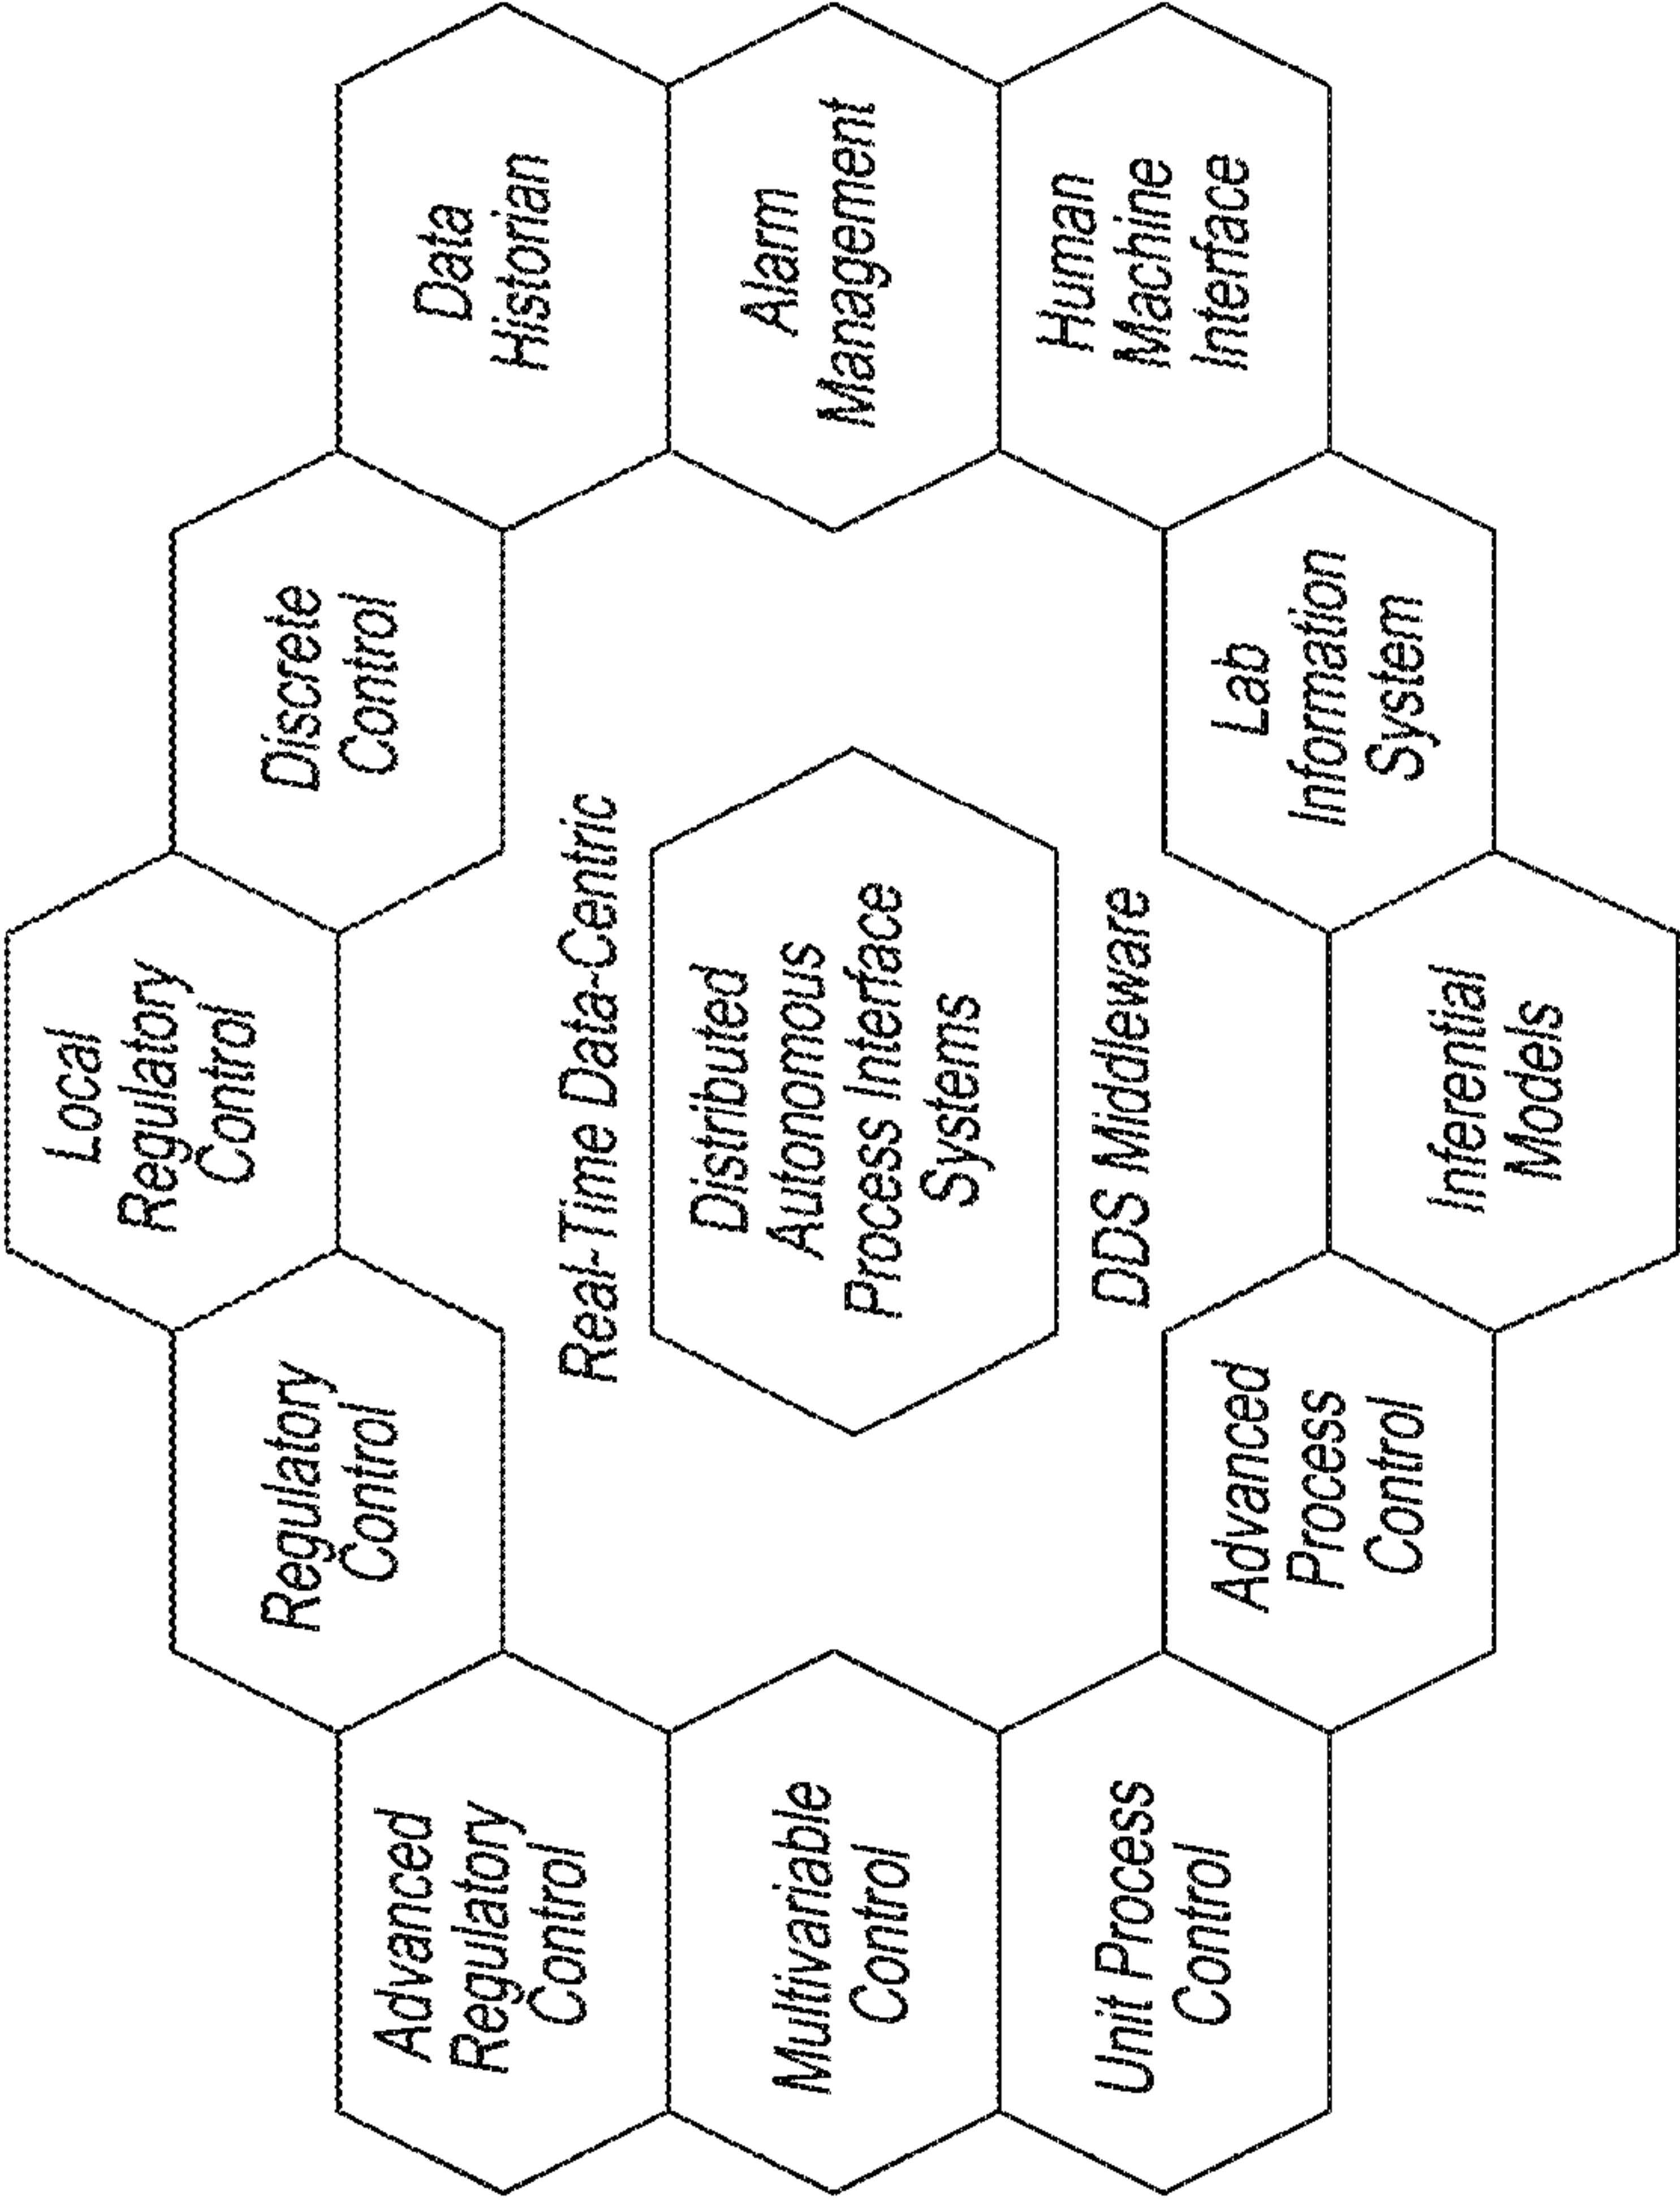 Local
Regulatory
Control
Regulatory
Control
Discrete
Control
Advanced
Regulatory
Control
Data
Historian
Real-Time Data-Centric
Multivariable
Control
Distributed
Autonomous
Process Interface
Systems
Alarm
Management
Unit Process
Control
DDS Middleware
Human
Machine
Interface
Advanced
Process
Control
Lab
Information
System
Inferential
Models